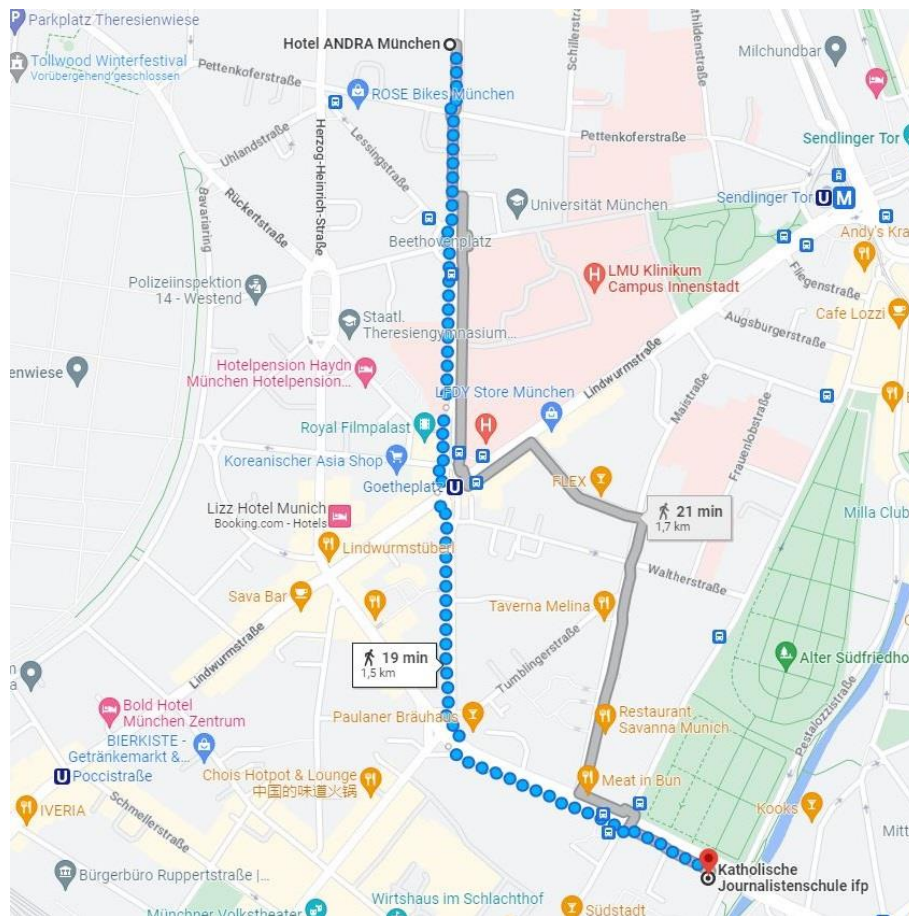 Parkplatz Theresienwiese
Hotel ANDRA München
Schillerstraße
Mathildenstraße
Milchundbar
Tollwood Winterfestival
Vorübergehend geschlossen
Pettenkoferstraße
ROSE Bikes München
Pettenkoferstraße
Sendlinger Tor
Uhlandstraße
Lessingstraße
Herzog-Heinrich-Straße
Bavariaring
Rückertstraße
Universität München
Sendlinger Tor
U
M
Beethovenplatz
Andy's Kra
Fliegenstraße
LMU Klinikum
Campus Innenstadt
Polizeiinspektion
14 - Westend
Cafe Lozzi
Augsburgerstraße
Staatl.
Theresiengymnasium...
Lindwurmstraße
enwiese
Hotelpension Haydn
München Hotelpension...
LFDY Store München
Maistraße
Frauenlobstraße
Royal Filmpalast
Koreanischer Asia Shop
Goetheplatz
U
FLEX
Lizz Hotel Munich
Booking.com - Hotels
21 min
1,7 km
Milla Club
Lindwurmstüberl
Waltherstraße
Sava Bar
Taverna Melina
Lindwurmstraße
19 min
1,5 km
Tumblingerstraße
Alter Südfriedho
Pestalozzistraße
Bold Hotel
München Zentrum
Paulaner Bräuhaus
Restaurant
Savanna Munich
BIERKISTE -
Getränkemarkt &...
U
Poccistraße
Chois Hotpot & Lounge
中国的味道火锅
Meat in Bun
IVERIA
Schmellerstraße
Kooks
Mitt
Katholische
Journalistenschule ifp
Bürgerbüro Ruppertstraße |...
Wirtshaus im Schlachthof
Münchner Volkstheater
Südstadt